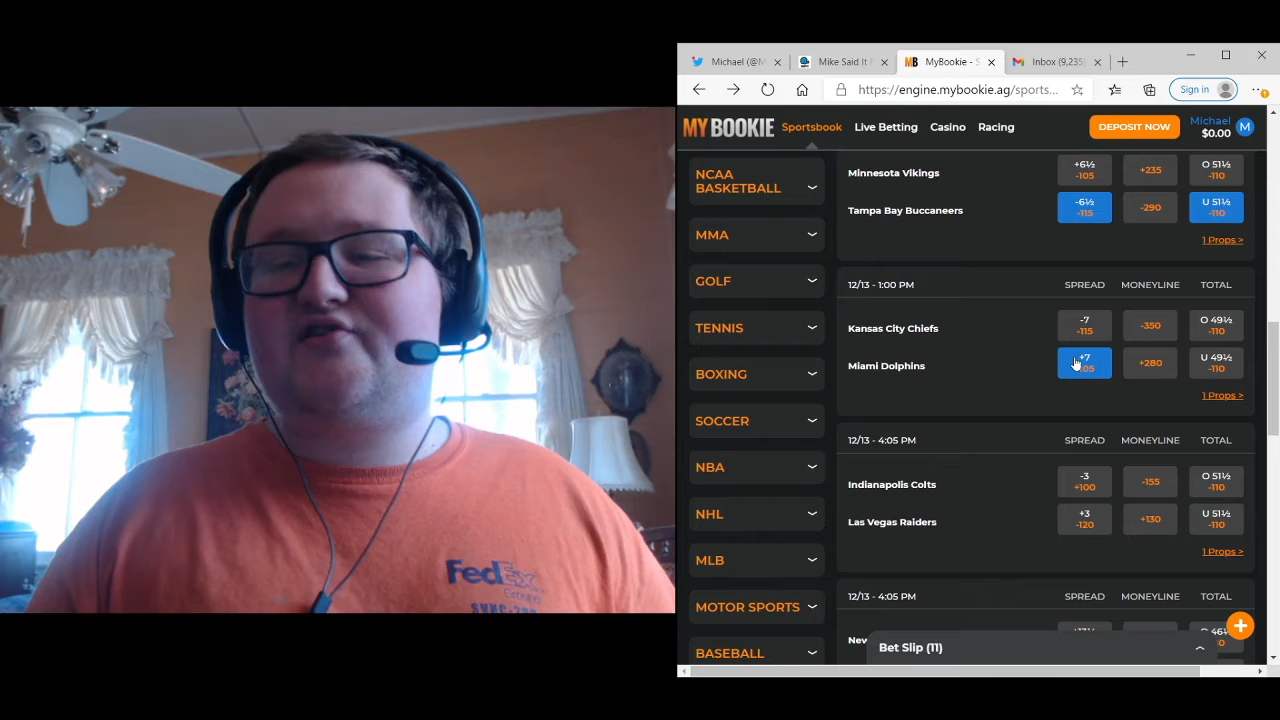 Michael (@M
Mike Said It F
MyBookie - S
Inbox (9,235)
https://engine.mybookie.ag/sports...
Sign in
MYBOOKIE
Sportsbook
Live Betting
Casino
Racing
DEPOSIT NOW
Michael
$0.00
M
NCAA
BASKETBALL
MMA
GOLF
TENNIS
BOXING
SOCCER
NBA
NHL
MLB
MOTOR SPORTS
BASEBALL
Minnesota Vikings
+6½
-105
+235
O 51½
-110
Tampa Bay Buccaneers
-6½
-115
-290
U 51½
-110
1 Props >
12/13 - 1:00 PM SPREAD MONEYLINE TOTAL
Kansas City Chiefs
-7
-115
-350
O 49½
-110
Miami Dolphins
+7
+280
U 49½
-110
1 Props >
12/13 - 4:05 PM SPREAD MONEYLINE TOTAL
Indianapolis Colts
-3
+100
-155
O 51½
-110
Las Vegas Raiders
+3
-120
+130
U 51½
-110
1 Props >
12/13 - 4:05 PM SPREAD MONEYLINE TOTAL
New
Bet Slip (11)
FedEx